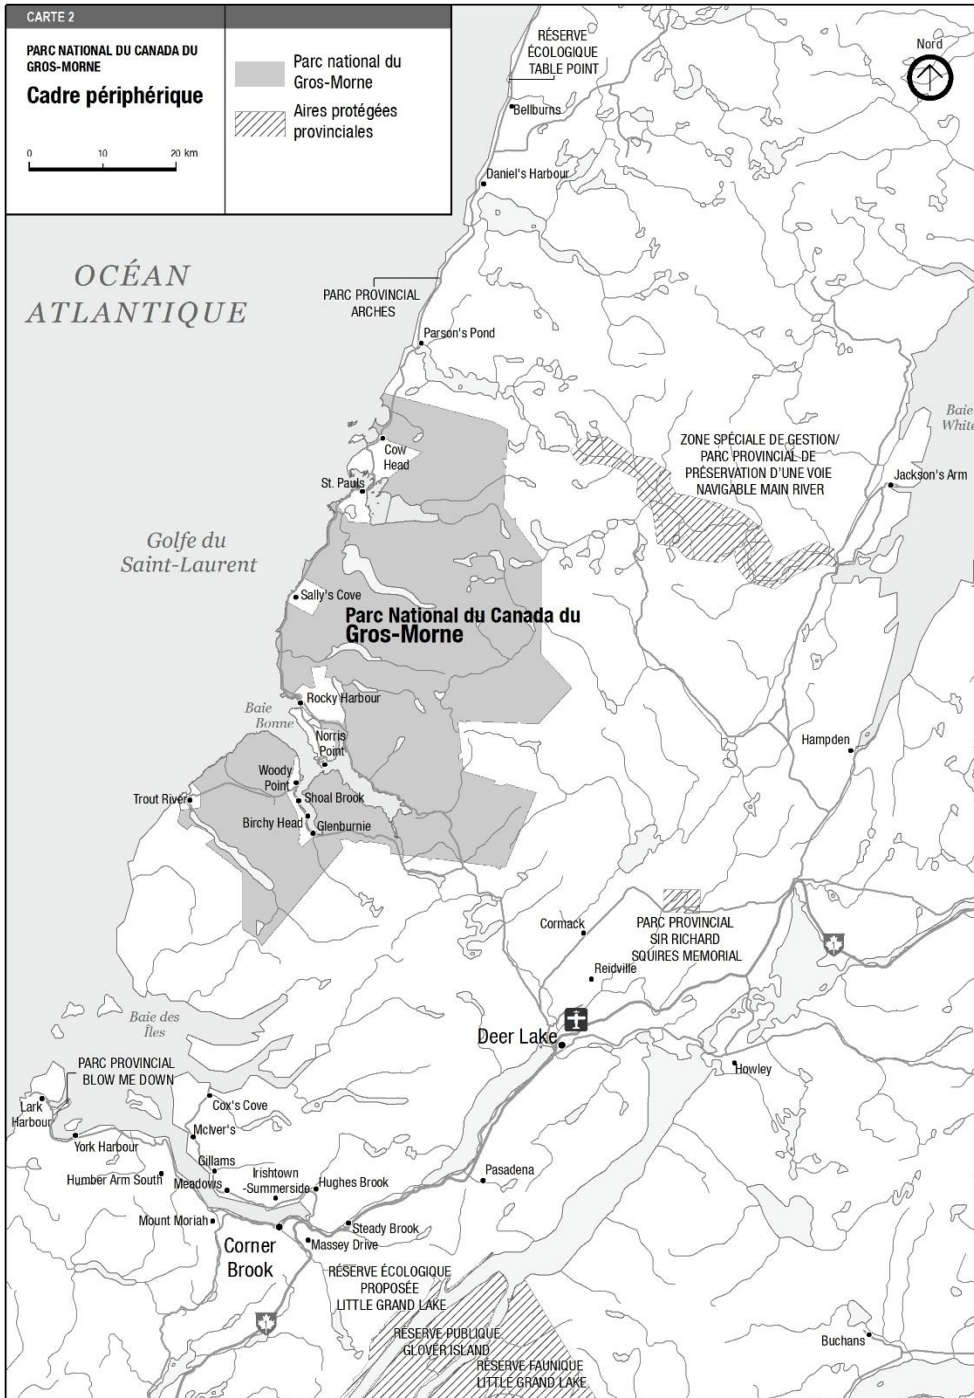 CARTE 2
PARC NATIONAL DU CANADA DU
GROS-MORNE
Cadre périphérique
0 10 20 km
Parc national du
Gros-Morne
Aires protégées
provinciales
Nord
RÉSERVE
ÉCOLOGIQUE
TABLE POINT
Bellburns
Daniel's Harbour
OCÉAN
ATLANTIQUE
PARC PROVINCIAL
ARCHES
Parson's Pond
Baie
White
Cow
Head
ZONE SPÉCIALE DE GESTION/
PARC PROVINCIAL DE
PRÉSERVATION D'UNE VOIE
NAVIGABLE MAIN RIVER
Jackson's Arm
St. Pauls
Golfe du
Saint-Laurent
Sally's Cove
Parc National du Canada du
Gros-Morne
Rocky Harbour
Baie
Bonne
Norris
Point
Hampden
Woody
Point
Trout River
Shoal Brook
Birchy Head
Glenburnie
Cormack
PARC PROVINCIAL
SIR RICHARD
SQUIRES MEMORIAL
1
Reidville
Baie des
Îles
Deer Lake
Howley
PARC PROVINCIAL
BLOW ME DOWN
Lark
Harbour
Cox's Cove
York Harbour
McIver's
Gillams
Humber Arm South
Meadows
Irishtown
-Summerside
Hughes Brook
Pasadena
Mount Moriah
Steady Brook
Massey Drive
Corner
Brook
RÉSERVE ÉCOLOGIQUE
PROPOSÉE
LITTLE GRAND LAKE
1
RÉSERVE PUBLIQUE
GLOVER ISLAND
RÉSERVE FAUNIQUE
LITTLE GRAND LAKE
Buchans